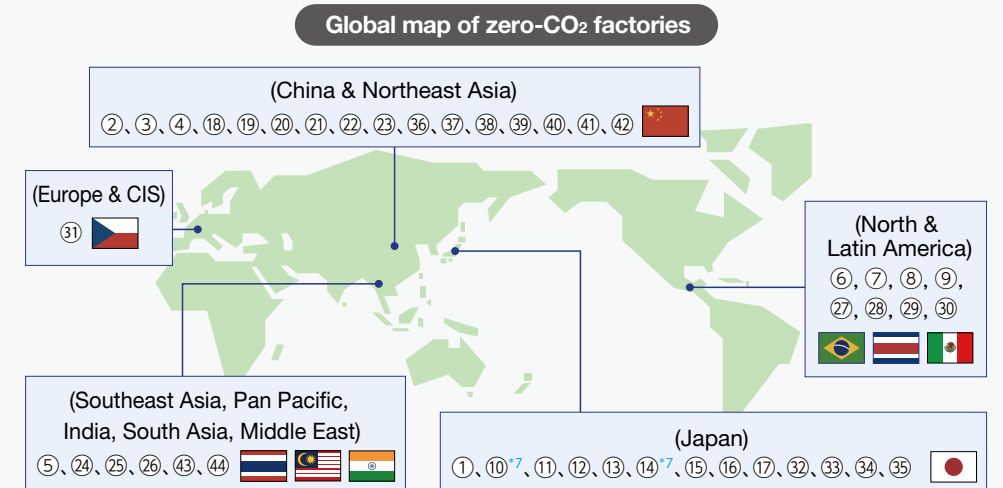 Global map of zero-CO₂ factories
(China & Northeast Asia)
②、③、④、⑱、⑲、⑳、㉑、㉒、㉓、㊱、㊲、㊳、㊴、㊵、㊶、㊷
(Europe & CIS)
㉛
(North &
Latin America)
⑥, ⑦, ⑧, ⑨,
㉗, ㉘, ㉙, ㉚
(Southeast Asia, Pan Pacific,
India, South Asia, Middle East)
⑤、㉔、㉕、㉖、㊸、㊹
(Japan)
①、⑩*7、⑪、⑫、⑬、⑭*7、⑮、⑯、⑰、㉜、㉝、㉞、㉟